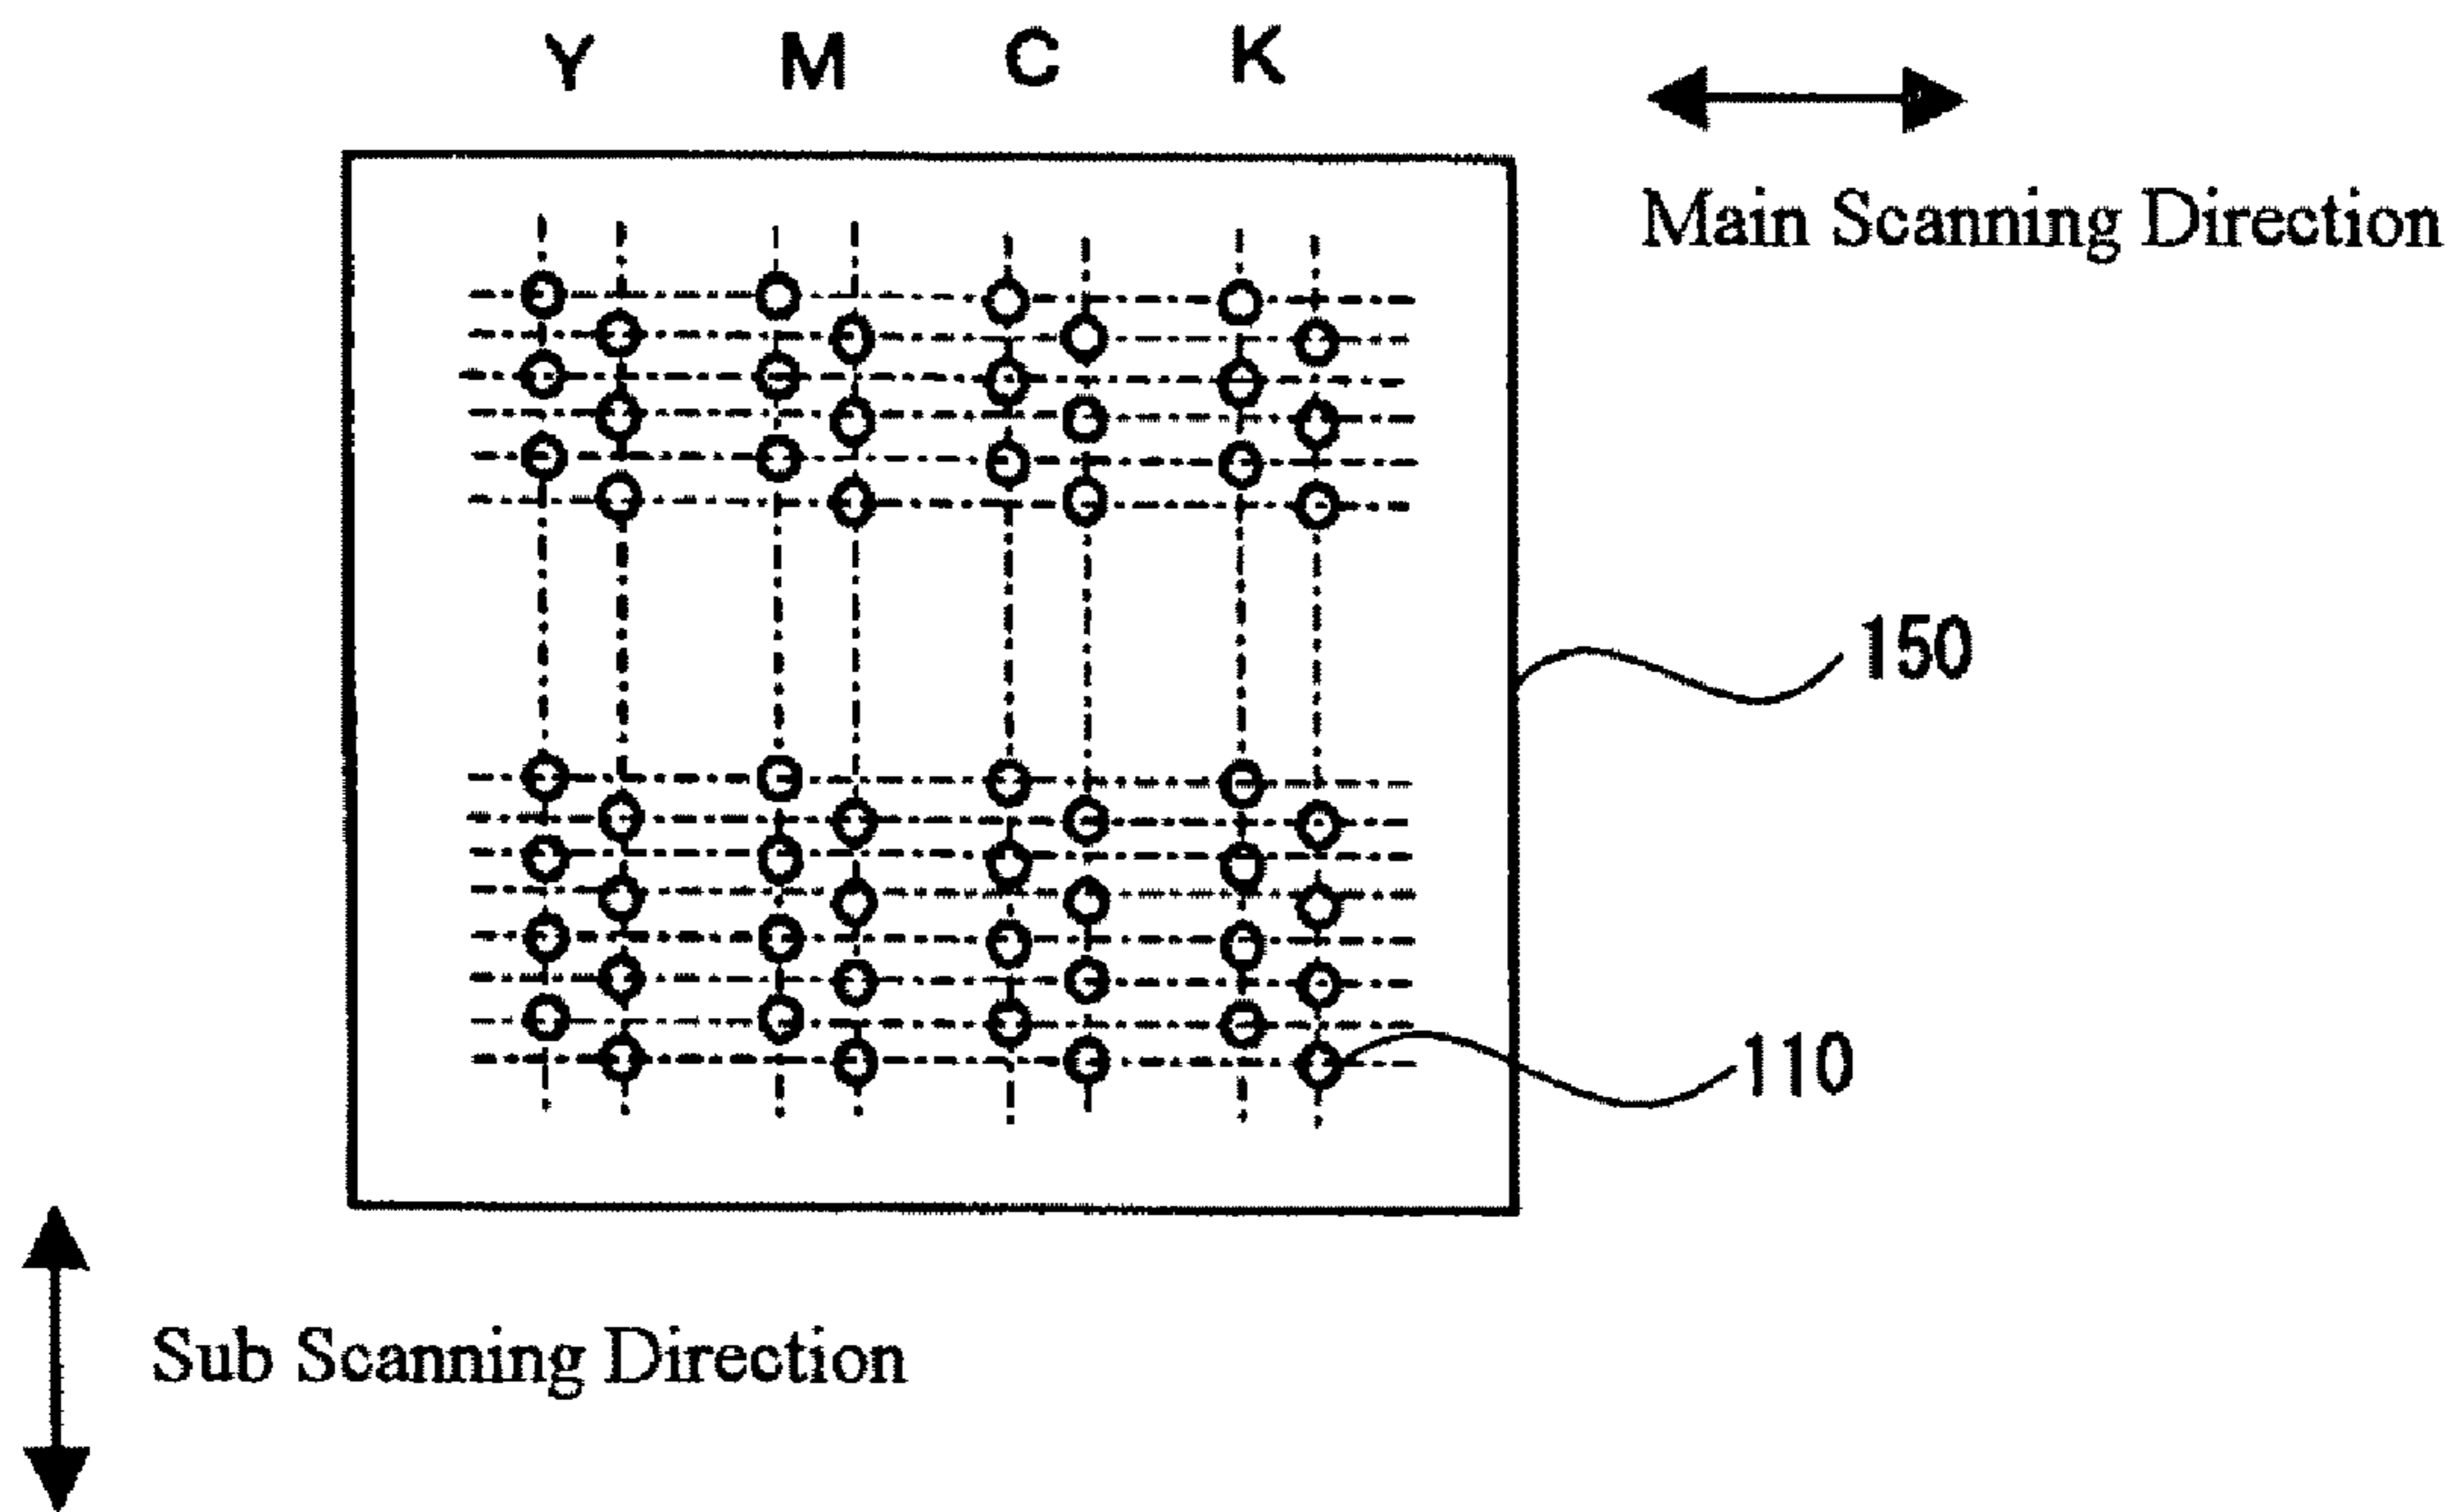 Y M C K
Main Scanning Direction
150
110
Sub Scanning Direction